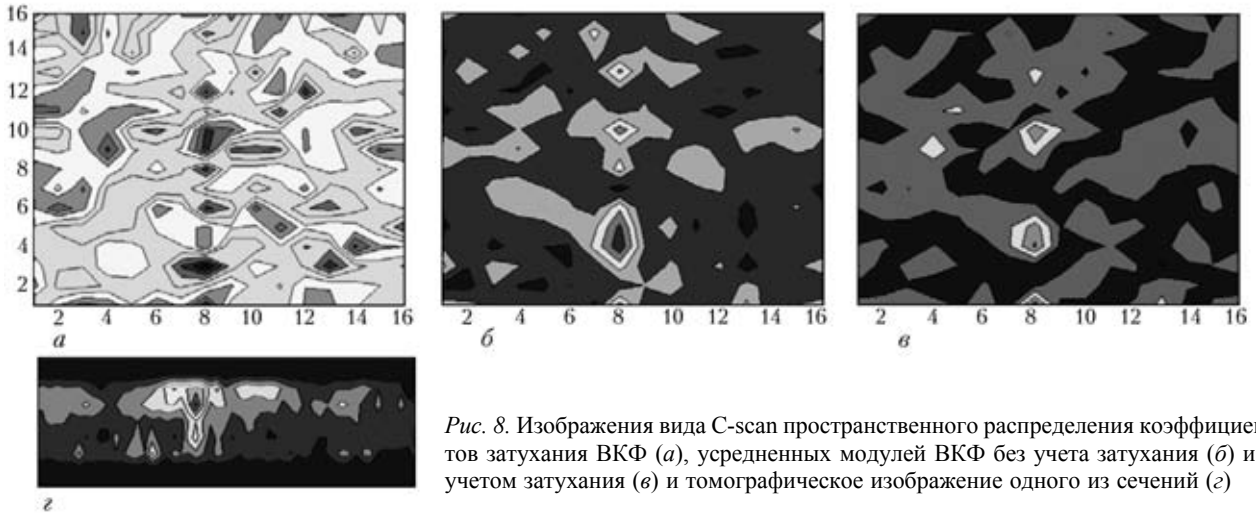 16
14
12
10
8
6
4
2
2 4 6 8 10 12 14 16
а
2 4 6 8 10 12 14 16
б
2 4 6 8 10 12 14 16
в
г
Рис. 8. Изображения вида C-scan пространственного распределения коэффициен
тов затухания ВКФ (а), усредненных модулей ВКФ без учета затухания (б) и
учетом затухания (в) и томографическое изображение одного из сечений (г)